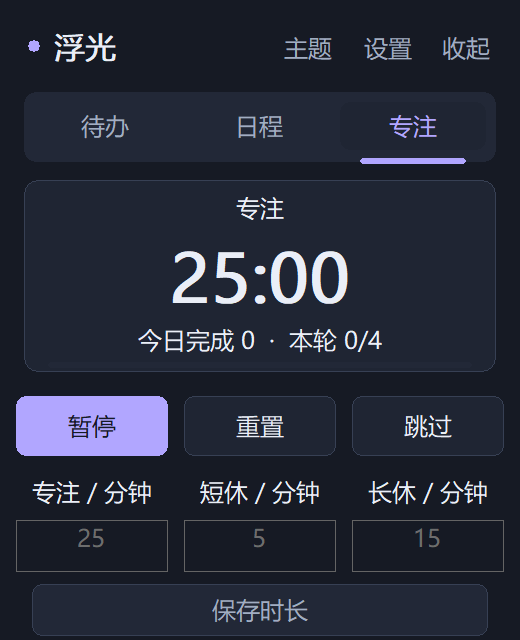 浮光 主题 设置 收起
待办 日程 专注
专注
25:00
今日完成 0 · 本轮 0/4
暂停 重置 跳过
专注 / 分钟 短休 / 分钟 长休 / 分钟
25 5 15
保存时长